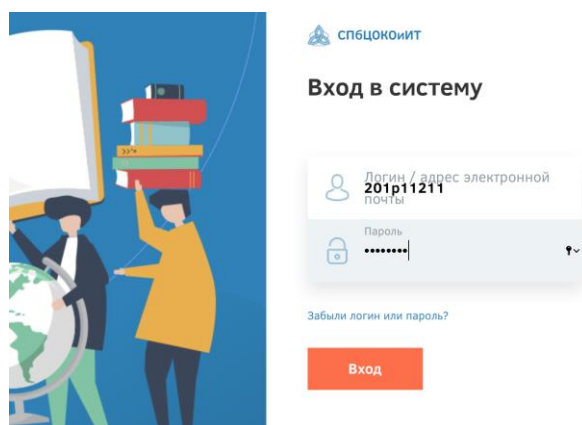 СПбЦОКОиИТ
Вход в систему
Логин / адрес электронной
201p11211
почты
Пароль
••••••••
Забыли логин или пароль?
Вход